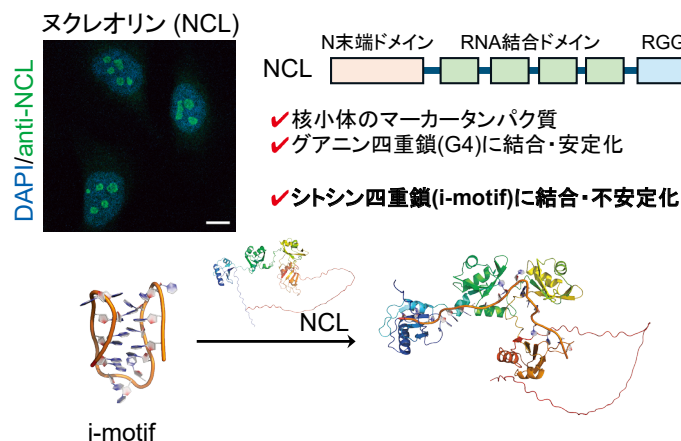 ヌクレオリン (NCL)
DAPI/anti-NCL
N末端ドメイン RNA結合ドメイン RGG
NCL
✓核小体のマーカータンパク質
✓グアニン四重鎖(G4)に結合・安定化
✓シトシン四重鎖(i-motif)に結合・不安定化
NCL
i-motif